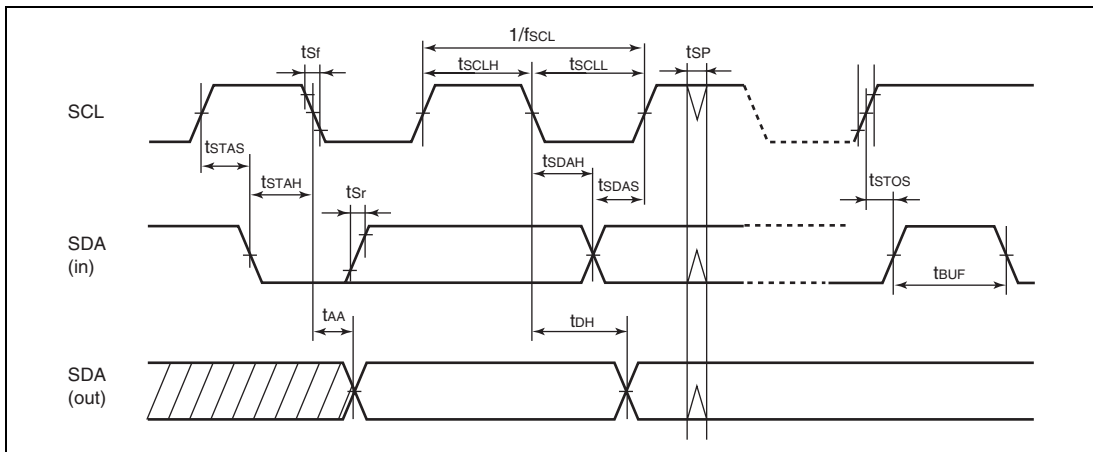 1/fSCL
tSf
tSP
tSCLH
tSCLL
SCL
tSTAS
tSTAH
tSr
tSDAH
tSDAS
tSTOS
SDA
(in)
tBUF
tAA
tDH
SDA
(out)